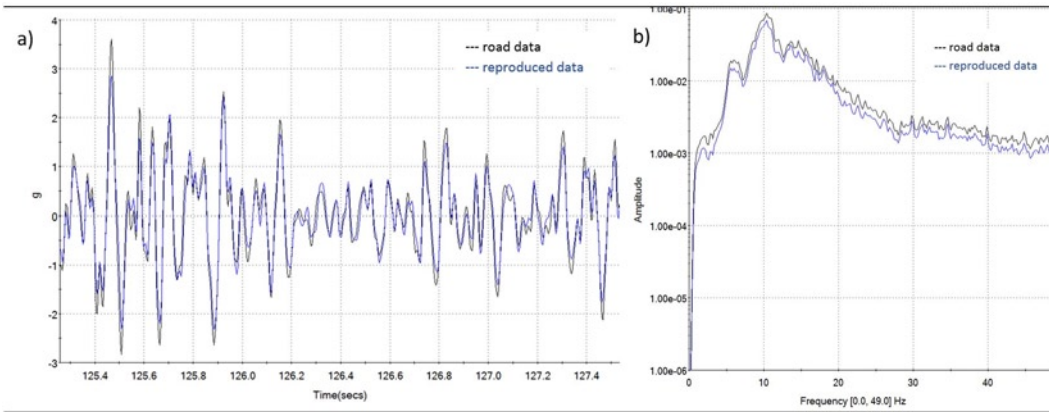 a)
4
3
2
1
0
-1
-2
-3
g
--- road data
--- reproduced data
125.4 125.6 125.8 126.0 126.2 126.4 126.6 126.8 127.0 127.2 127.4
Time(secs)
b)
1.00e-01
1.00e-02
1.00e-03
1.00e-04
1.00e-05
1.00e-06
Amplitude
--- road data
--- reproduced data
0 10 20 30 40
Frequency [0.0, 49.0] Hz